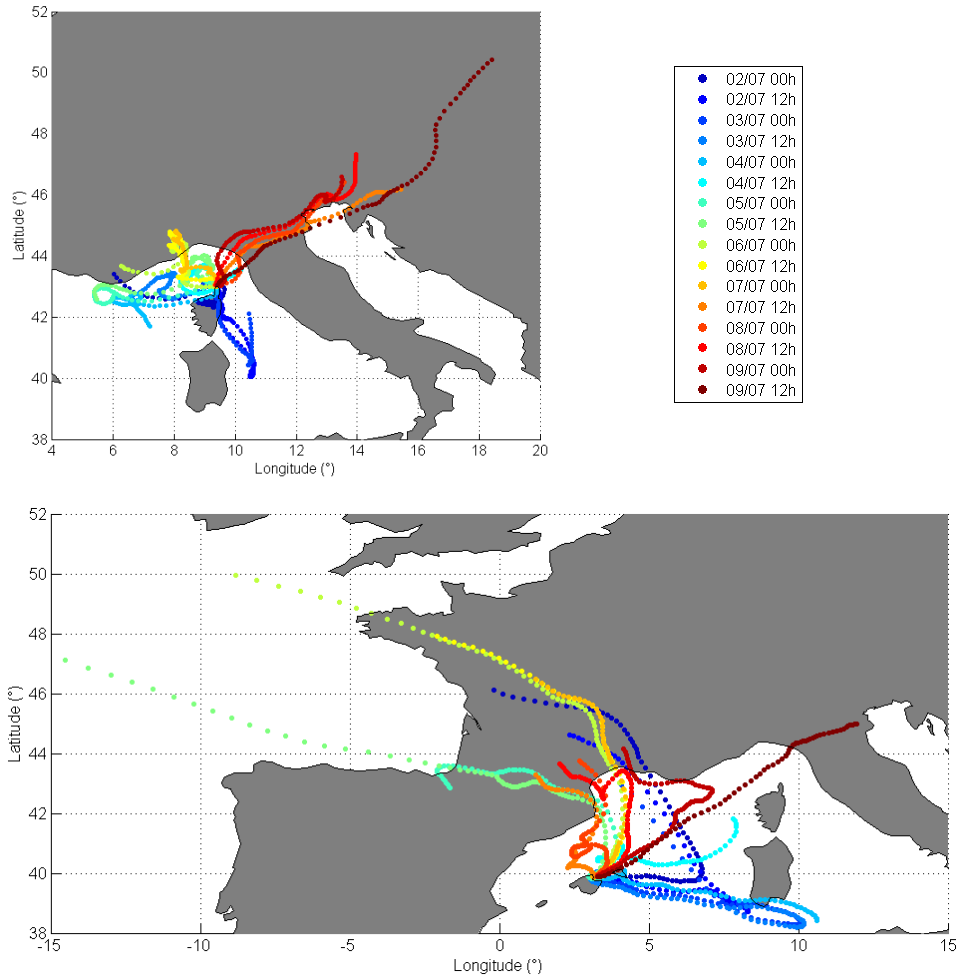 52
50
48
46
44
42
40
38
Latitude (°)
4 6 8 10 12 14 16 18 20
Longitude (°)
02/07 00h
02/07 12h
03/07 00h
03/07 12h
04/07 00h
04/07 12h
05/07 00h
05/07 12h
06/07 00h
06/07 12h
07/07 00h
07/07 12h
08/07 00h
08/07 12h
09/07 00h
09/07 12h
52
50
48
46
44
42
40
38
Latitude (°)
-15 -10 -5 0 5 10 15
Longitude (°)